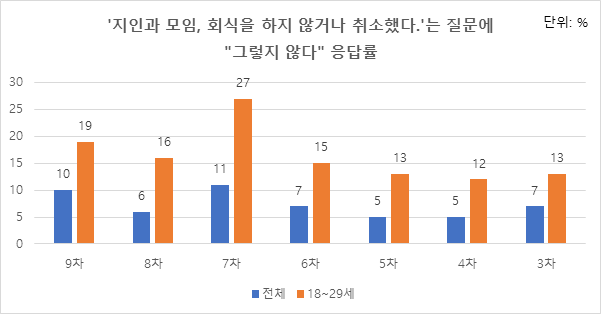 '지인과 모임, 회식을 하지 않거나 취소했다.'는 질문에
"그렇지 않다" 응답률
단위: %
30
25
20
15
10
5
0
10 19
6 16
11 27
7 15
5 13
5 12
7 13
9차 8차 7차 6차 5차 4차 3차
전체 18~29세